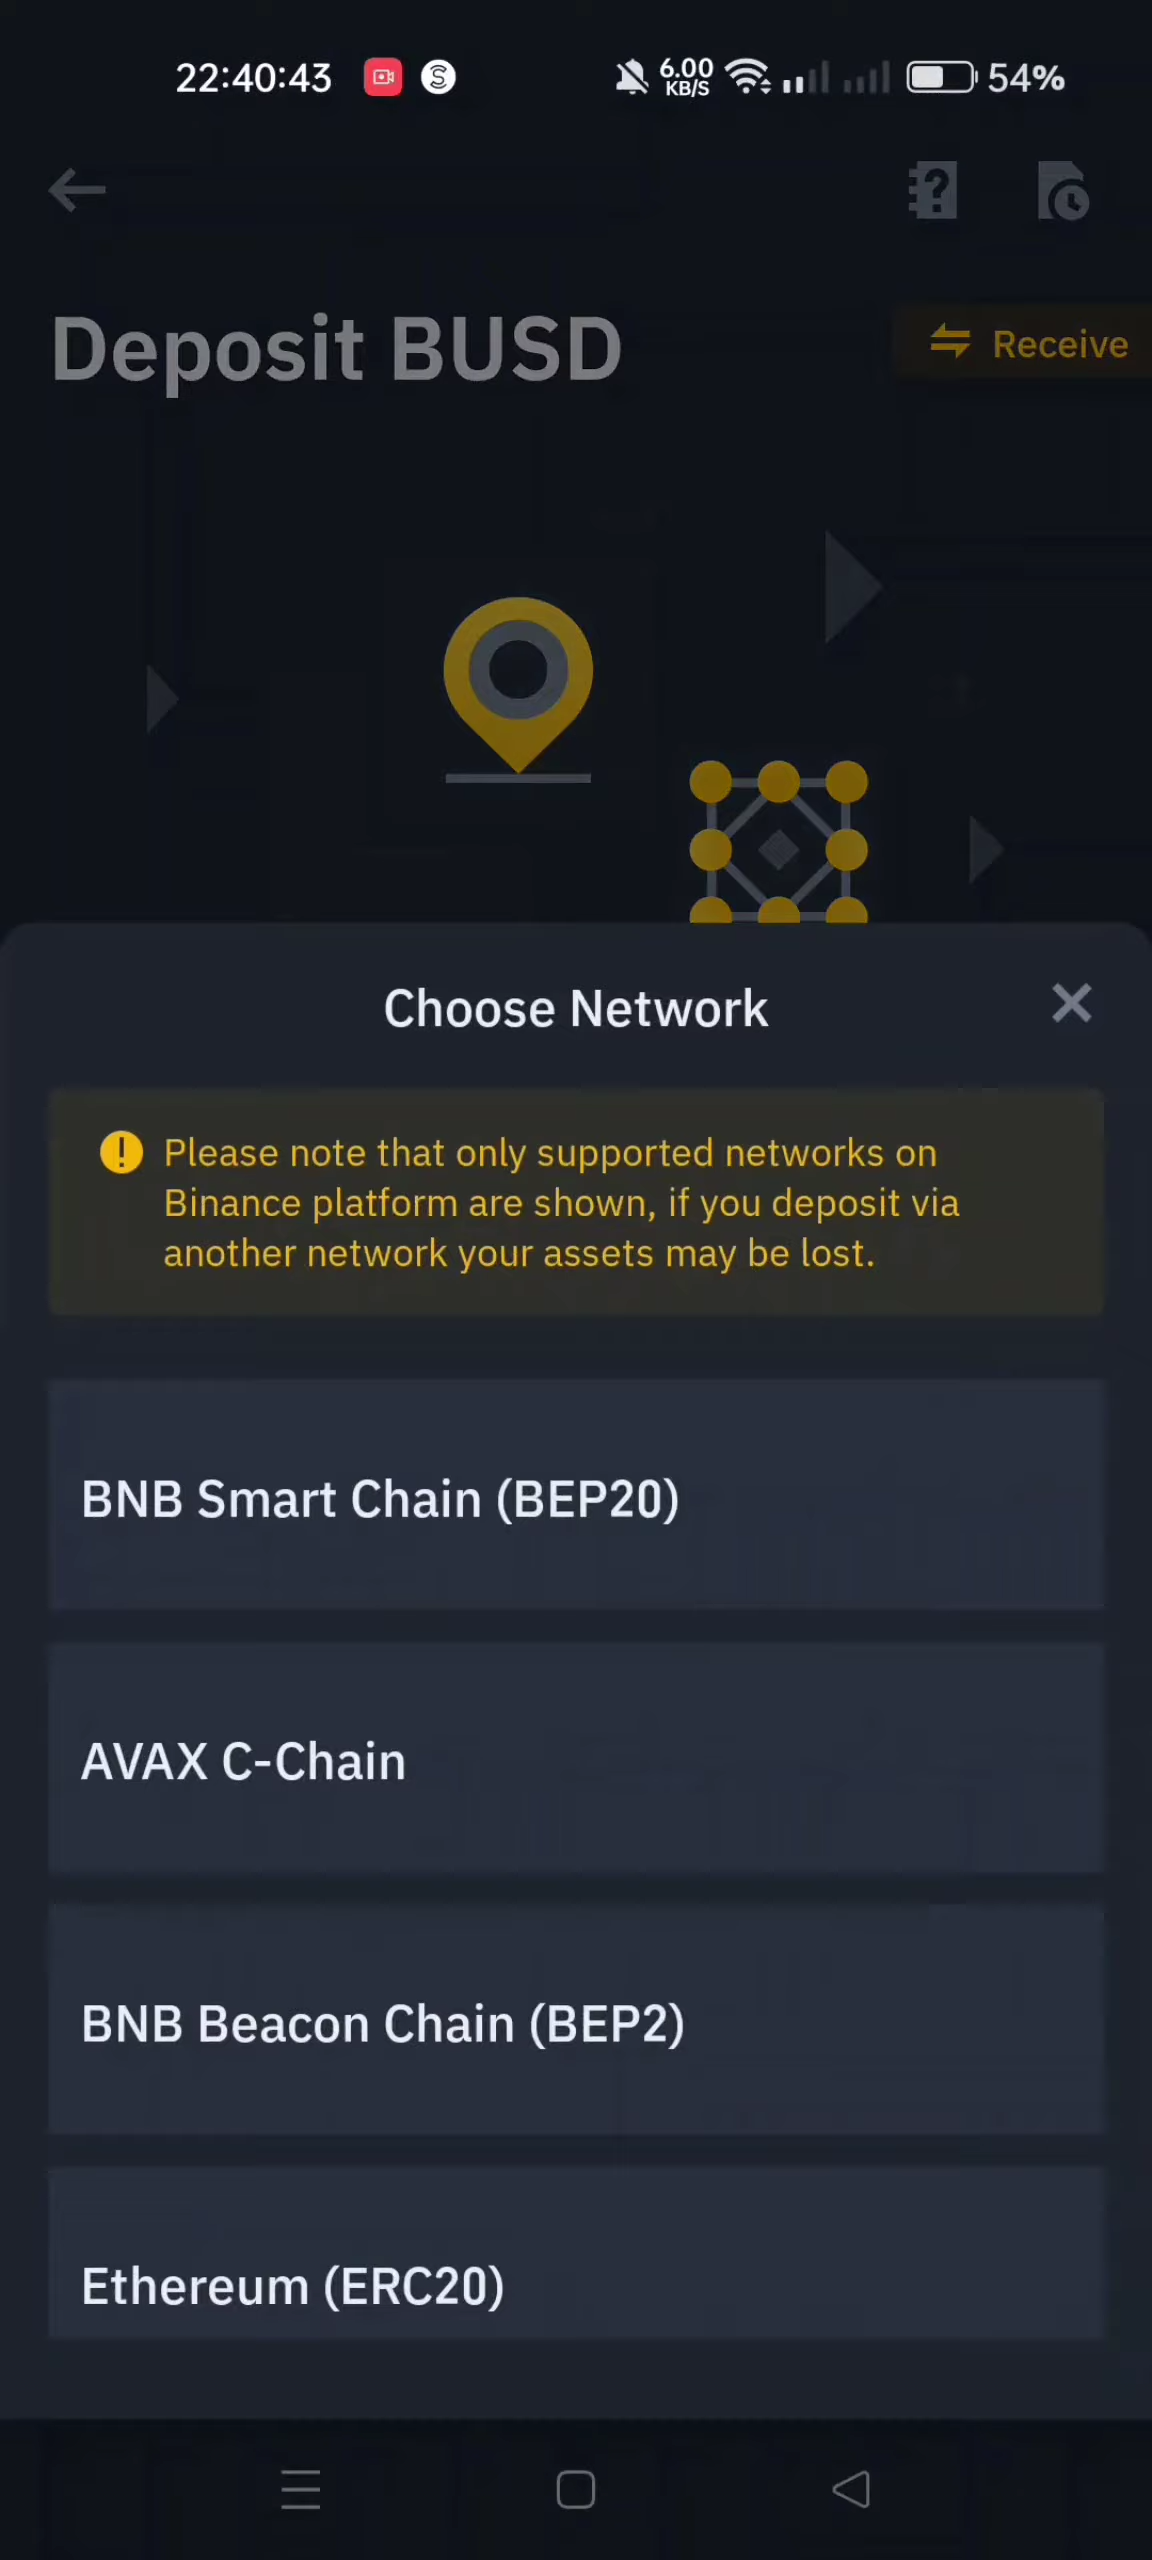 22:40:43 6.00 KB/S 54%
Deposit BUSD
Receive
Choose Network
Please note that only supported networks on
Binance platform are shown, if you deposit via
another network your assets may be lost.
BNB Smart Chain (BEP20)
AVAX C-Chain
BNB Beacon Chain (BEP2)
Ethereum (ERC20)